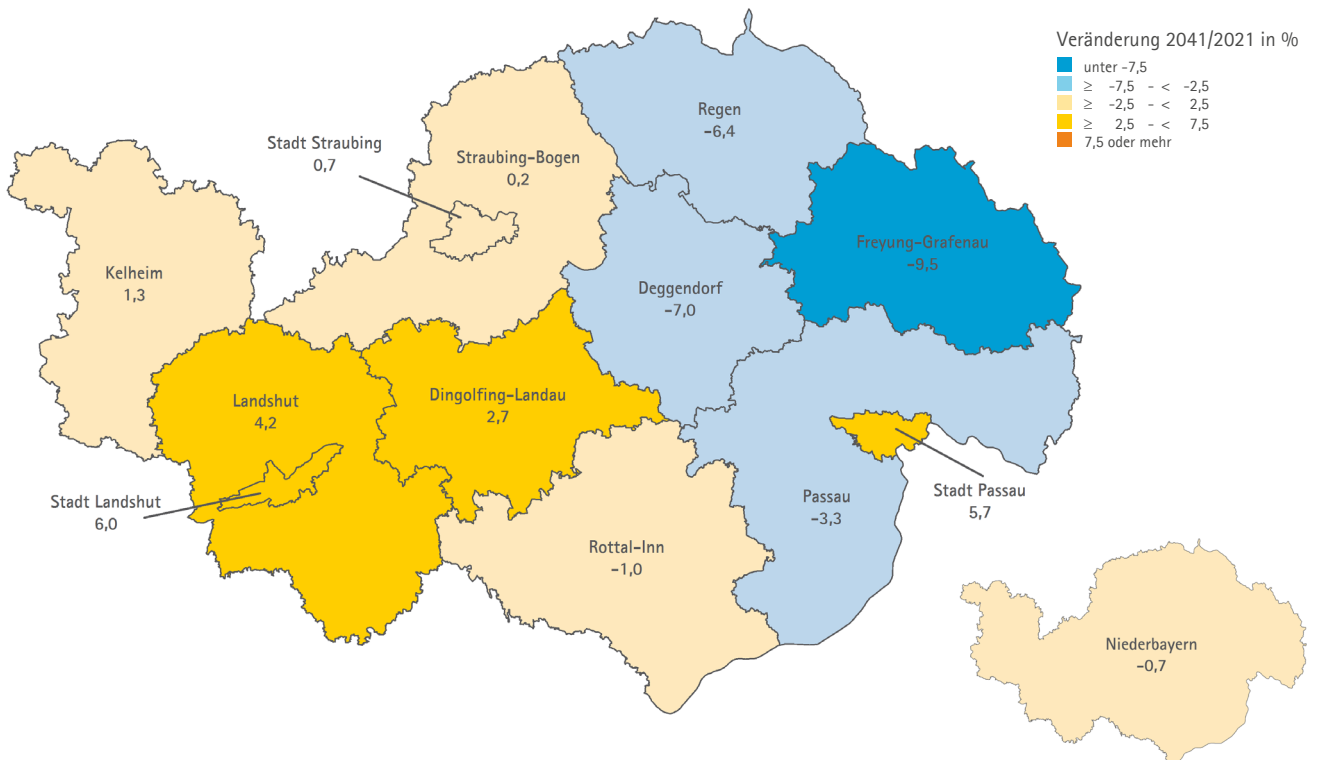 Veränderung 2041/2021 in %
unter -7,5
≥ -7,5 - < -2,5
≥ -2,5 - < 2,5
≥ 2,5 - < 7,5
7,5 oder mehr
Regen
-6,4
Stadt Straubing
0,7
Straubing-Bogen
0,2
Freyung-Grafenau
-9,5
Kelheim
1,3
Deggendorf
-7,0
Landshut
4,2
Dingolfing-Landau
2,7
Stadt Landshut
6,0
Passau
-3,3
Stadt Passau
5,7
Rottal-Inn
-1,0
Niederbayern
-0,7